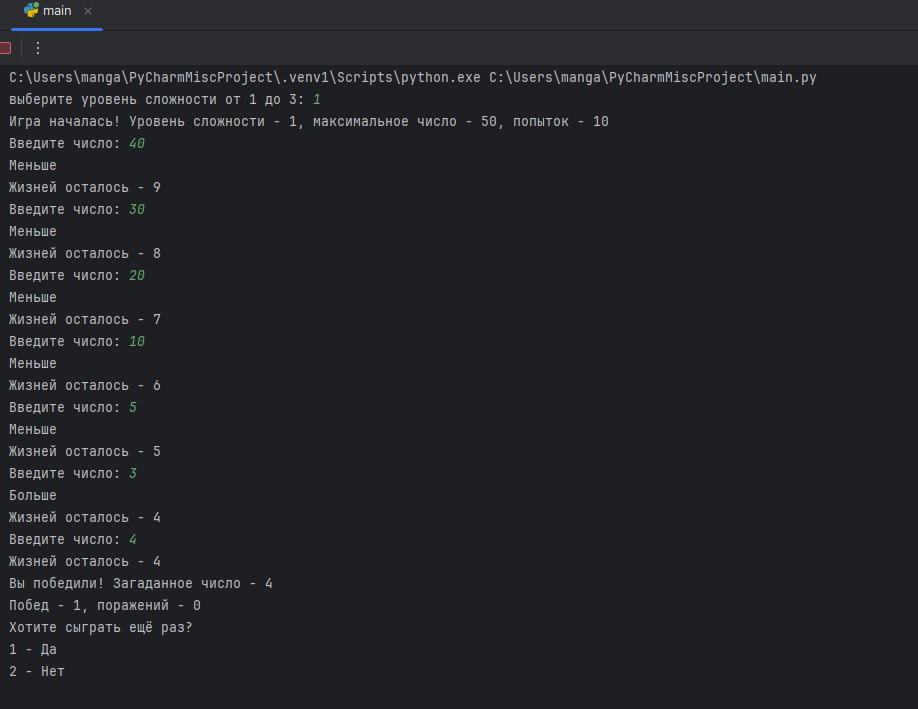 main
C:\Users\manga\PyCharmMiscProject\.venv1\Scripts\python.exe C:\Users\manga\PyCharmMiscProject\main.py
выберите уровень сложности от 1 до 3: 1
Игра началась! Уровень сложности - 1, максимальное число - 50, попыток - 10
Введите число: 40
Меньше
Жизней осталось - 9
Введите число: 30
Меньше
Жизней осталось - 8
Введите число: 20
Меньше
Жизней осталось - 7
Введите число: 10
Меньше
Жизней осталось - 6
Введите число: 5
Меньше
Жизней осталось - 5
Введите число: 3
Больше
Жизней осталось - 4
Введите число: 4
Жизней осталось - 4
Вы победили! Загаданное число - 4
Побед - 1, поражений - 0
Хотите сыграть ещё раз?
1 - Да
2 - Нет